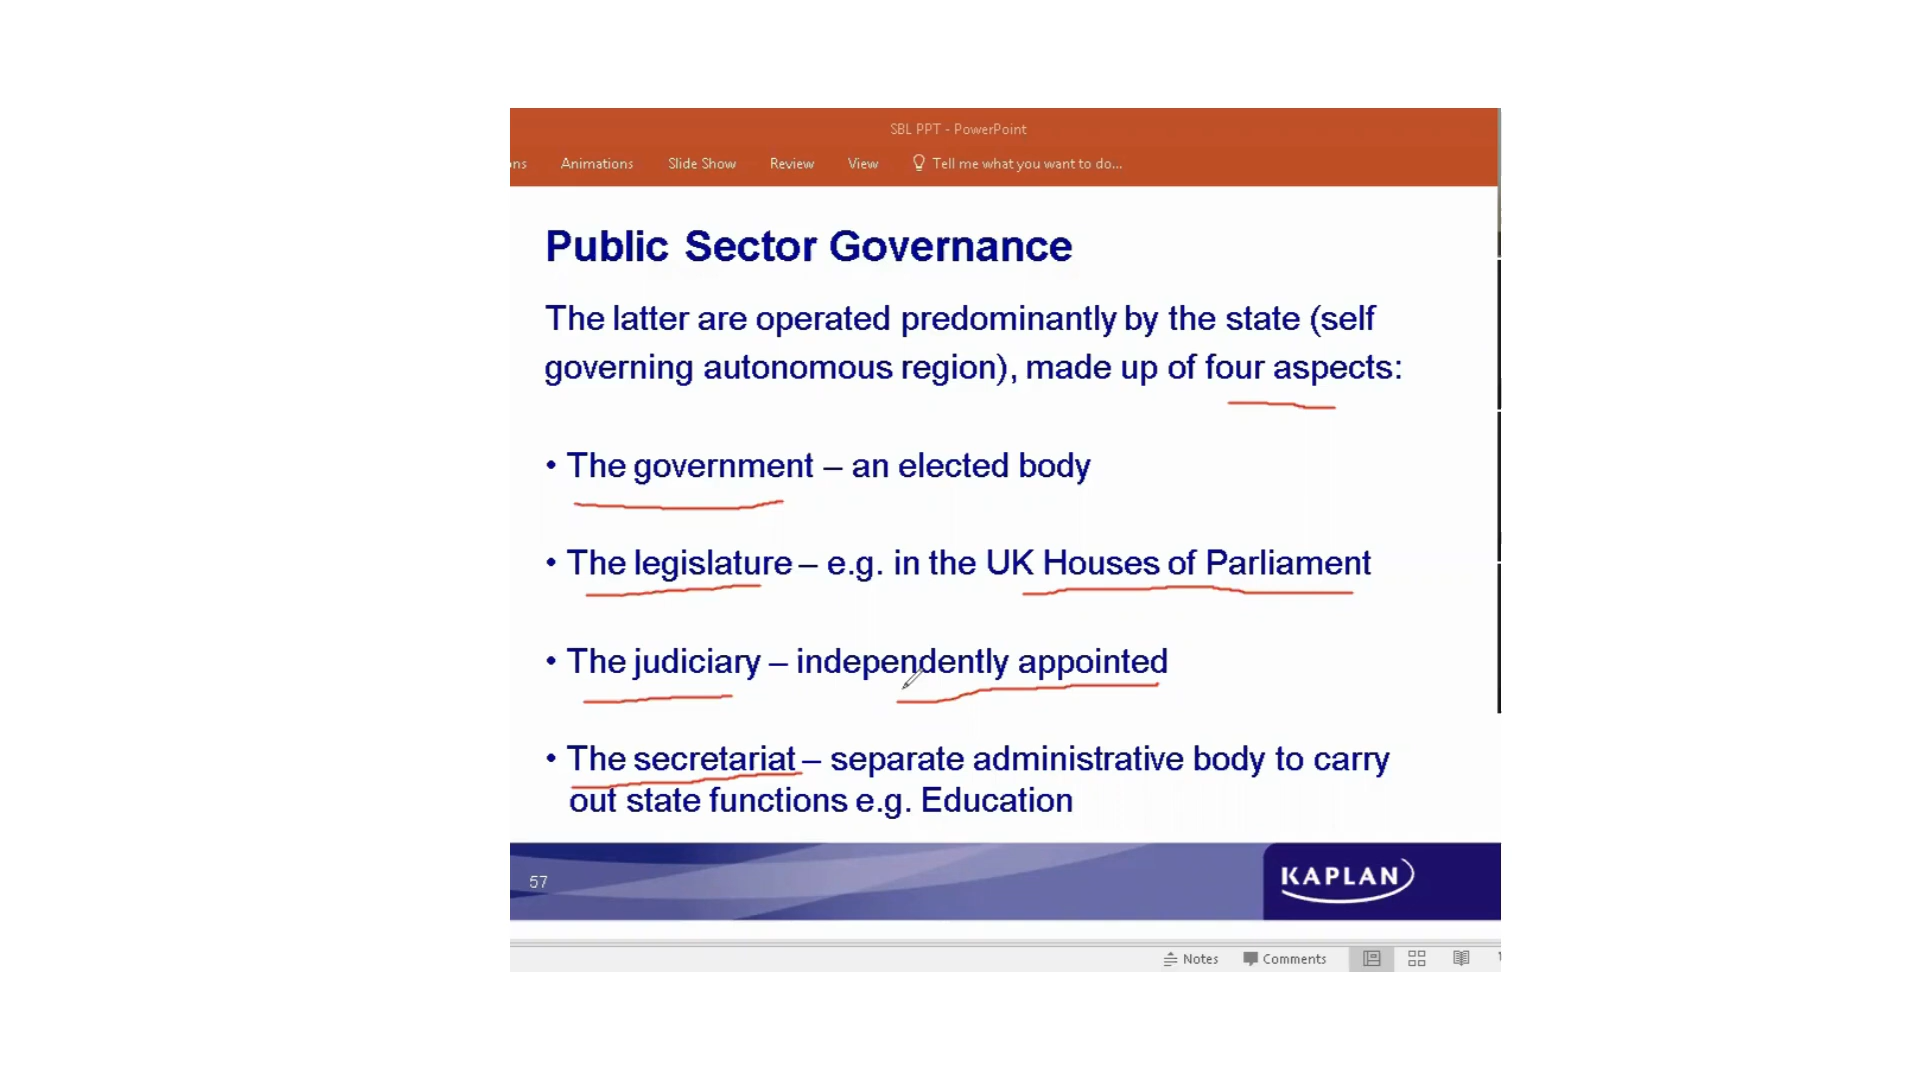 SBL PPT - PowerPoint
ons Animations Slide Show Review View Tell me what you want to do...
Public Sector Governance
The latter are operated predominantly by the state (self
governing autonomous region), made up of four aspects:
• The government – an elected body
• The legislature – e.g. in the UK Houses of Parliament
• The judiciary – independently appointed
• The secretariat – separate administrative body to carry
out state functions e.g. Education
57
KAPLAN
Notes Comments